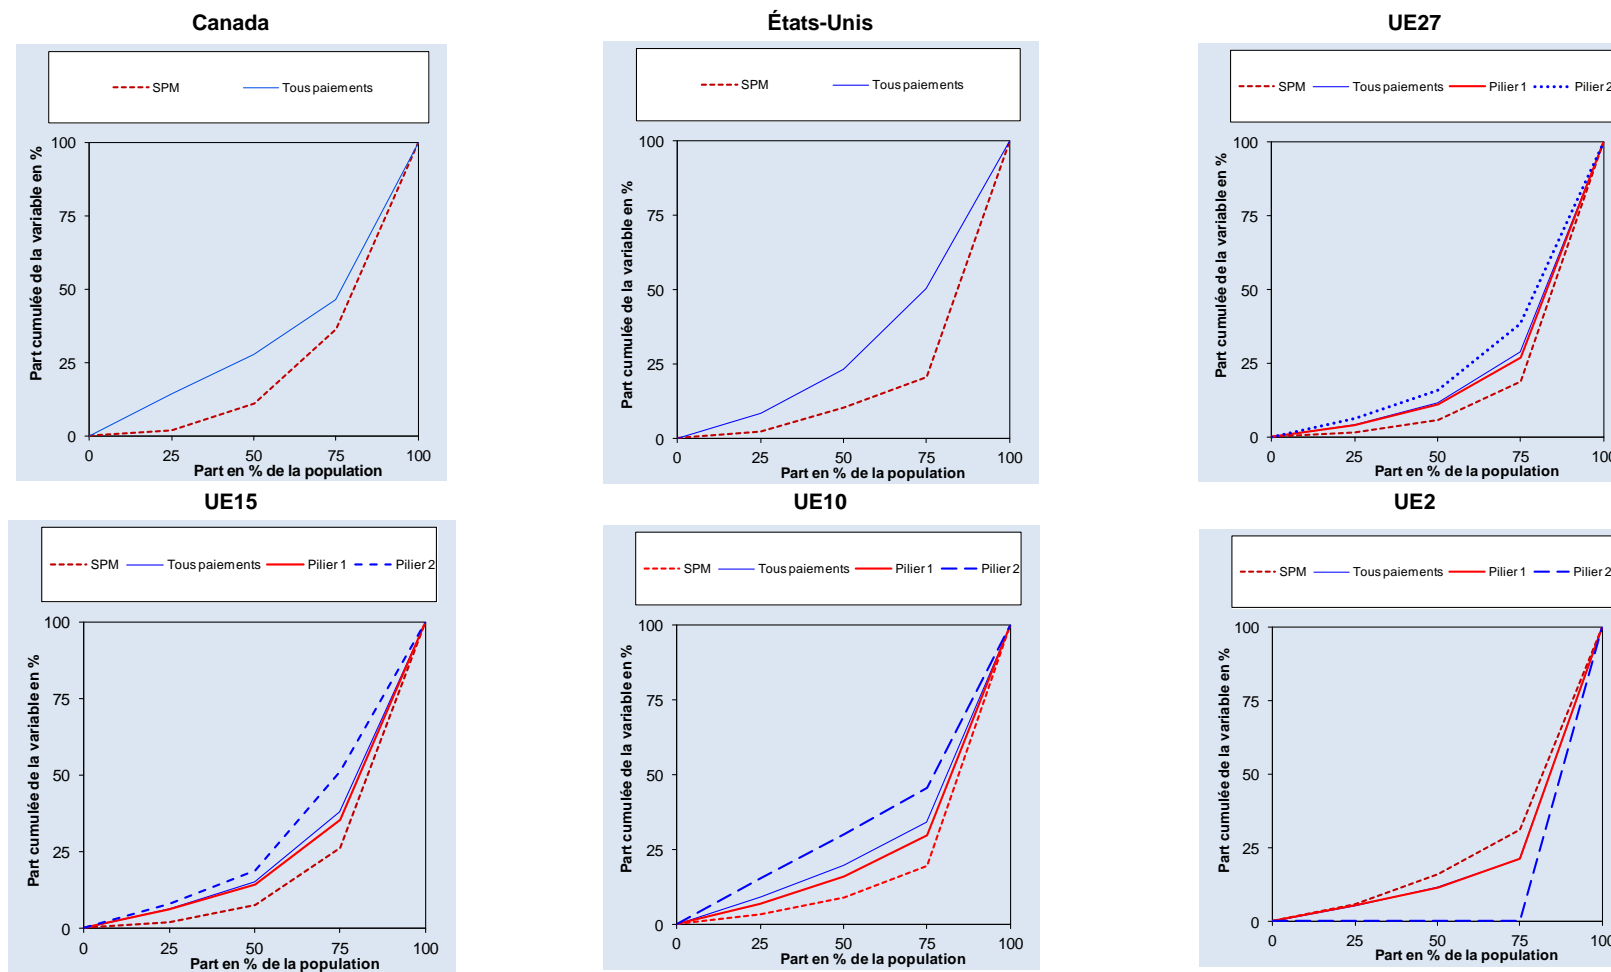 Canada
États-Unis
UE27
SPM Tous paiements
SPM Tous paiements
SPM Tous paiements Pilier 1 Pilier 2
Part cumulée de la variable en %
100
75
50
25
0
0 25 50 75 100
Part en % de la population
Part cumulée de la variable en %
100
75
50
25
0
0 25 50 75 100
Part en % de la population
Part cumulée de la variable en %
100
75
50
25
0
0 25 50 75 100
Part en % de la population
UE15
UE10
UE2
SPM Tous paiements Pilier 1 Pilier 2
SPM Tous paiements Pilier 1 Pilier 2
SPM Tous paiements Pilier 1 Pilier 2
Part cumulée de la variable en %
100
75
50
25
0
0 25 50 75 100
Part en % de la population
Part cumulée de la variable en %
100
75
50
25
0
0 25 50 75 100
Part en % de la population
Part cumulée de la variable en %
100
75
50
25
0
0 25 50 75 100
Part en % de la population